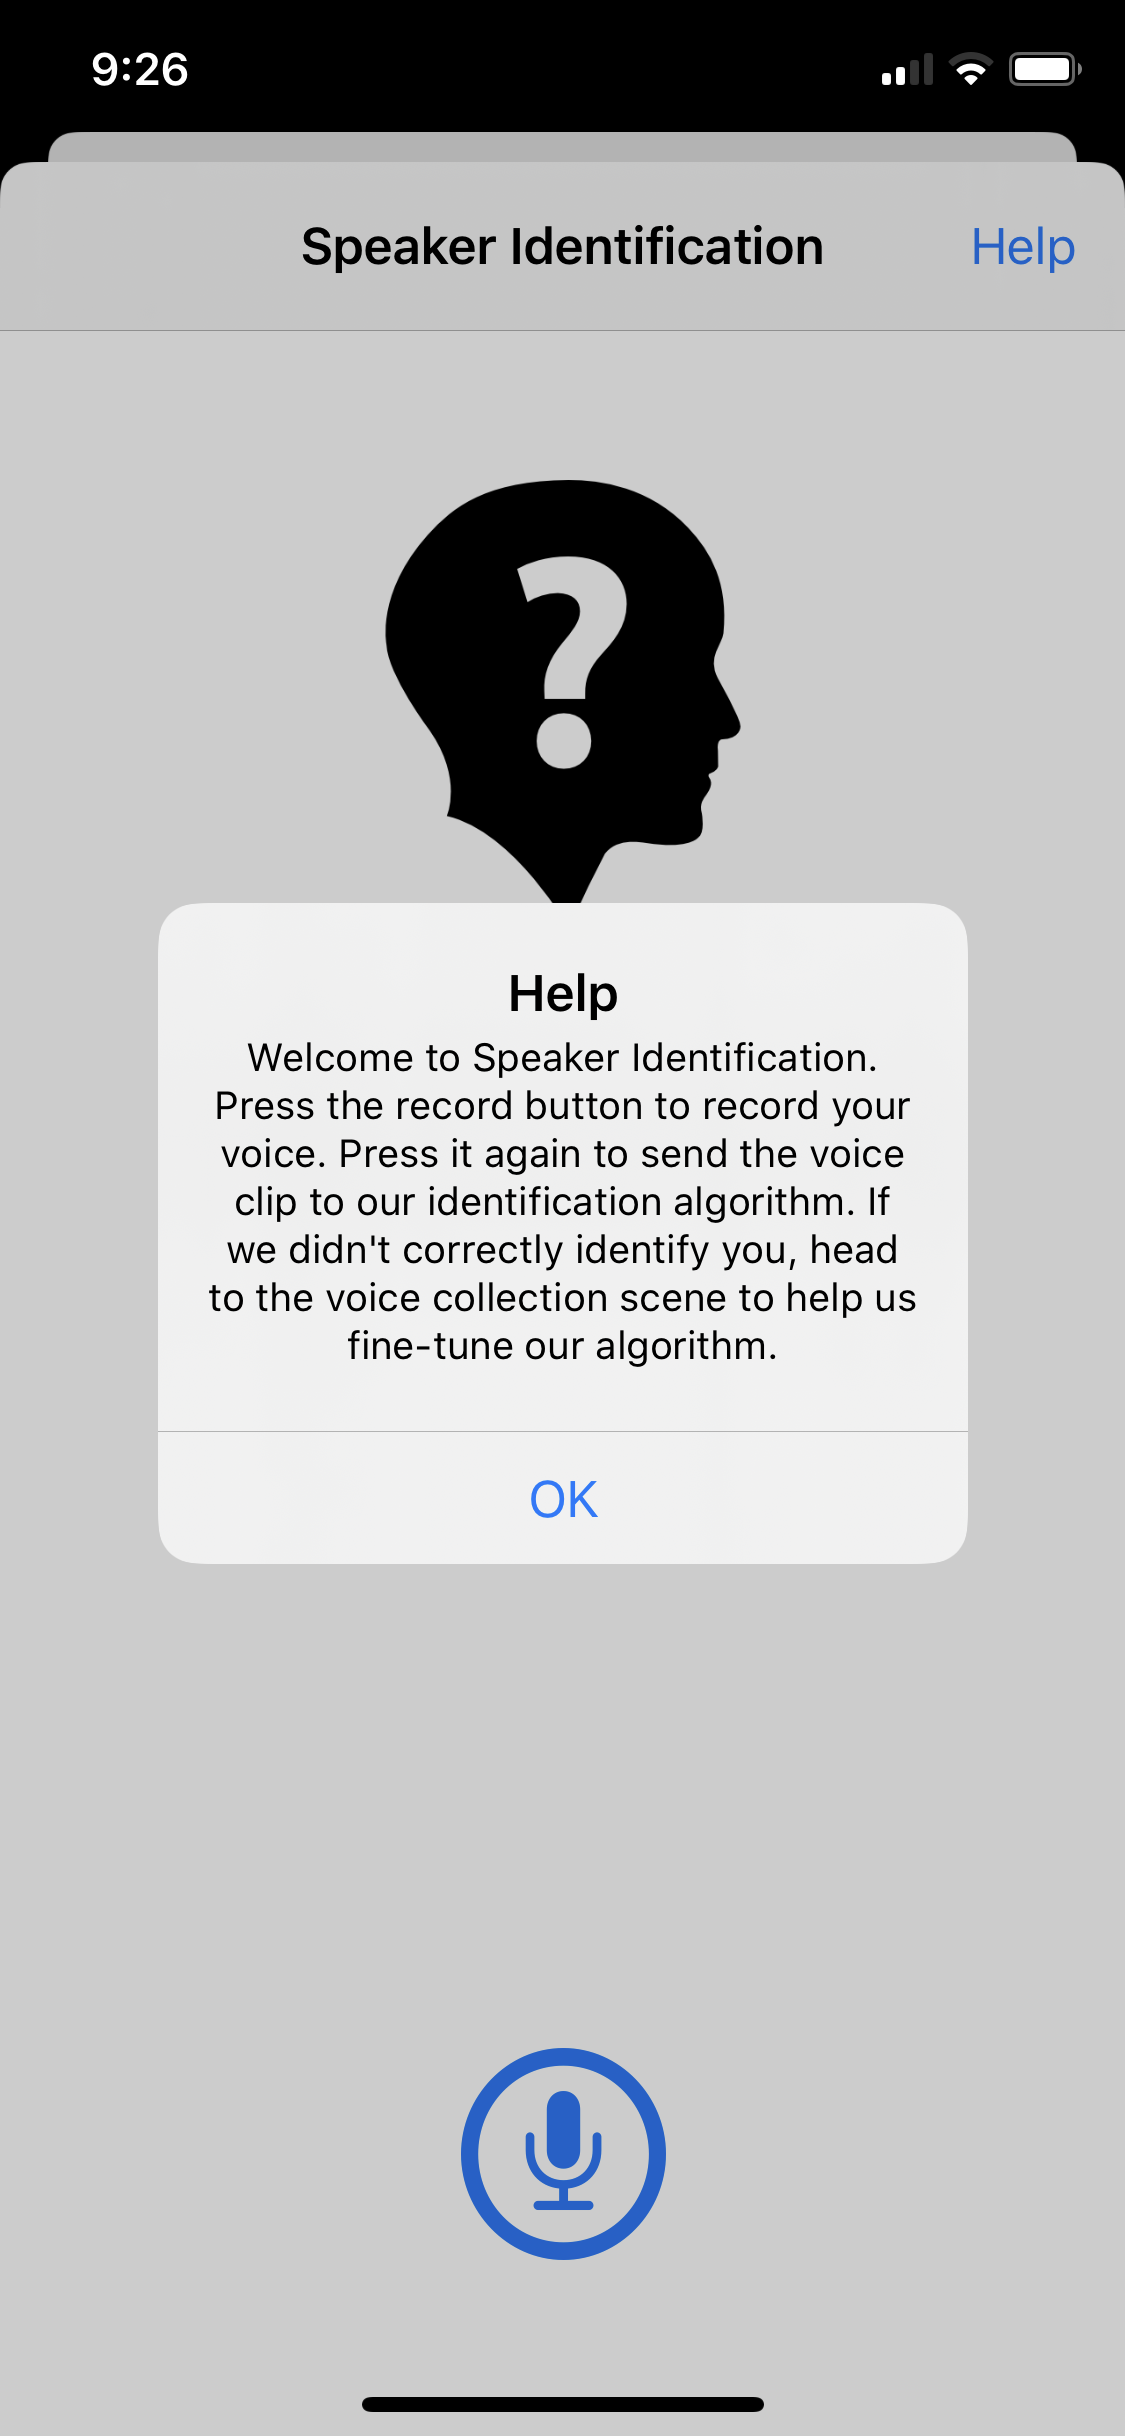 9:26
Speaker Identification
Help
?
Help
Welcome to Speaker Identification.
Press the record button to record your
voice. Press it again to send the voice
clip to our identification algorithm. If
we didn't correctly identify you, head
to the voice collection scene to help us
fine-tune our algorithm.
OK